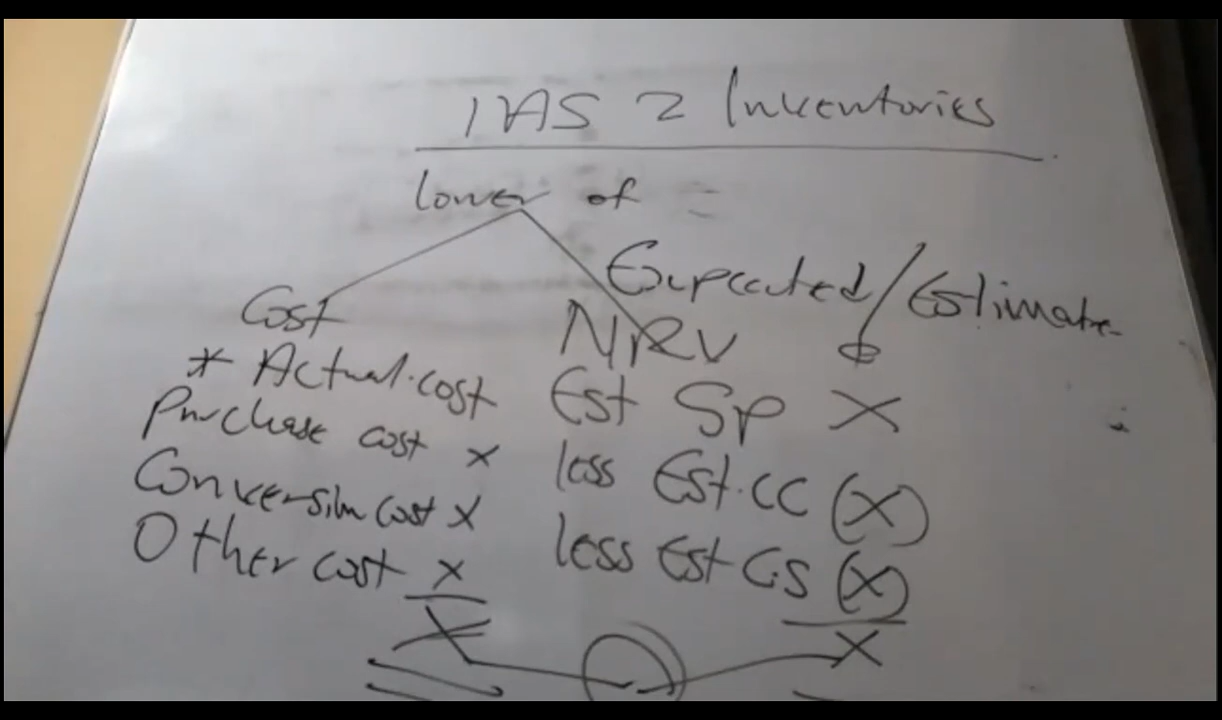 IAS 2 Inventories
lower of
Expected/Estimate
Cost
NRV
* Actual cost
Est Sp X
Purchase cost X
less Est.CC (X)
Conversion cost X
less Est CS (X)
Other cost X
X
X